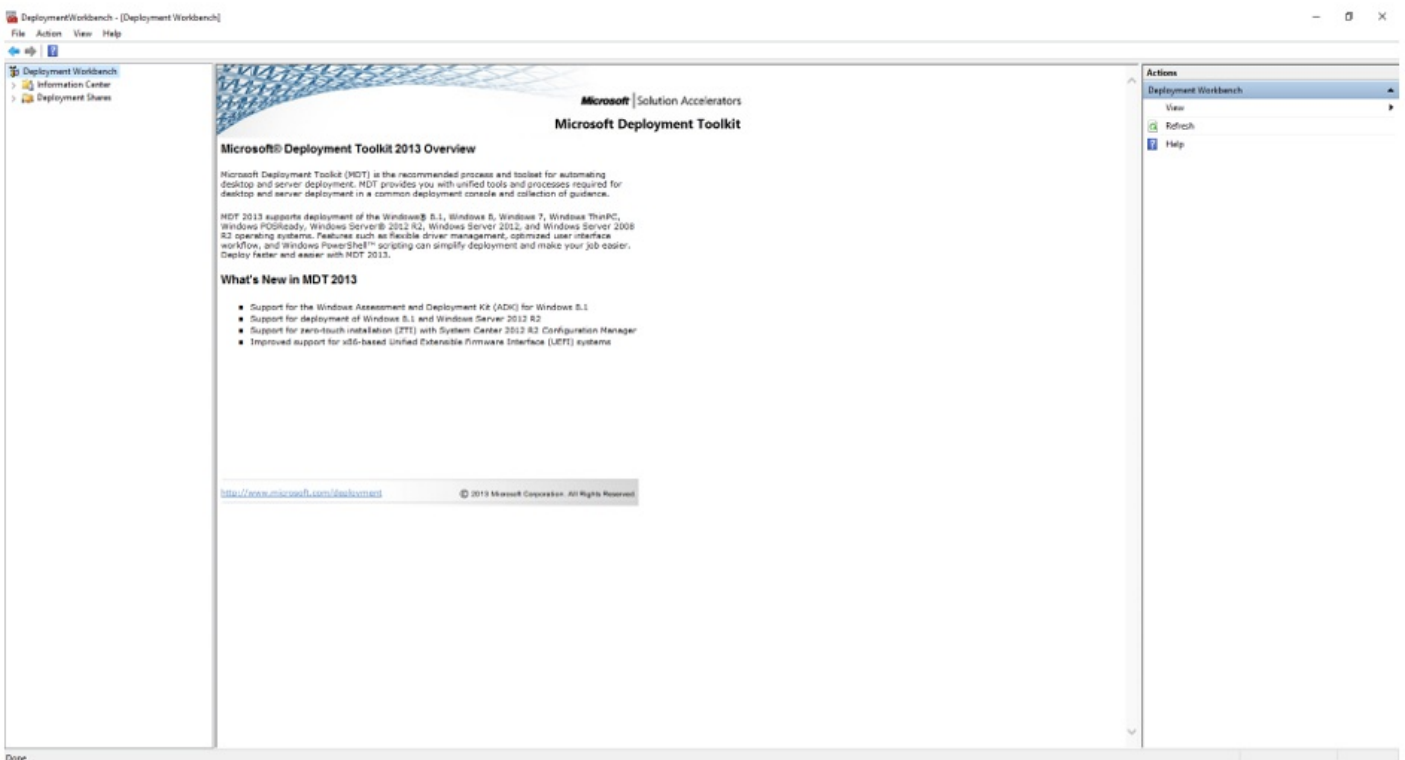 DeploymentWorkbench - [Deployment Workbench]
File Action View Help
Deployment Workbench
Information Center
Deployment Shares
Microsoft | Solution Accelerators
Microsoft Deployment Toolkit
Microsoft® Deployment Toolkit 2013 Overview
Microsoft Deployment Toolkit (MDT) is the recommended process and toolset for automating
desktop and server deployment. MDT provides you with unified tools and processes required for
desktop and server deployment in a common deployment console and collection of guidance.
MDT 2013 supports deployment of the Windows® 8.1, Windows 8, Windows 7, Windows ThinPC,
Windows POSReady, Windows Server® 2012 R2, Windows Server 2012, and Windows Server 2008
R2 operating systems. Features such as flexible driver management, optimized user interface
workflow, and Windows PowerShell™ scripting can simplify deployment and make your job easier.
Deploy faster and easier with MDT 2013.
What's New in MDT 2013
Support for the Windows Assessment and Deployment Kit (ADK) for Windows 8.1
Support for deployment of Windows 8.1 and Windows Server 2012 R2
Support for zero-touch installation (ZTI) with System Center 2012 R2 Configuration Manager
Improved support for x86-based Unified Extensible Firmware Interface (UEFI) systems
http://www.microsoft.com/deployment © 2013 Microsoft Corporation. All Rights Reserved.
Actions
Deployment Workbench
View
Refresh
Help
Done